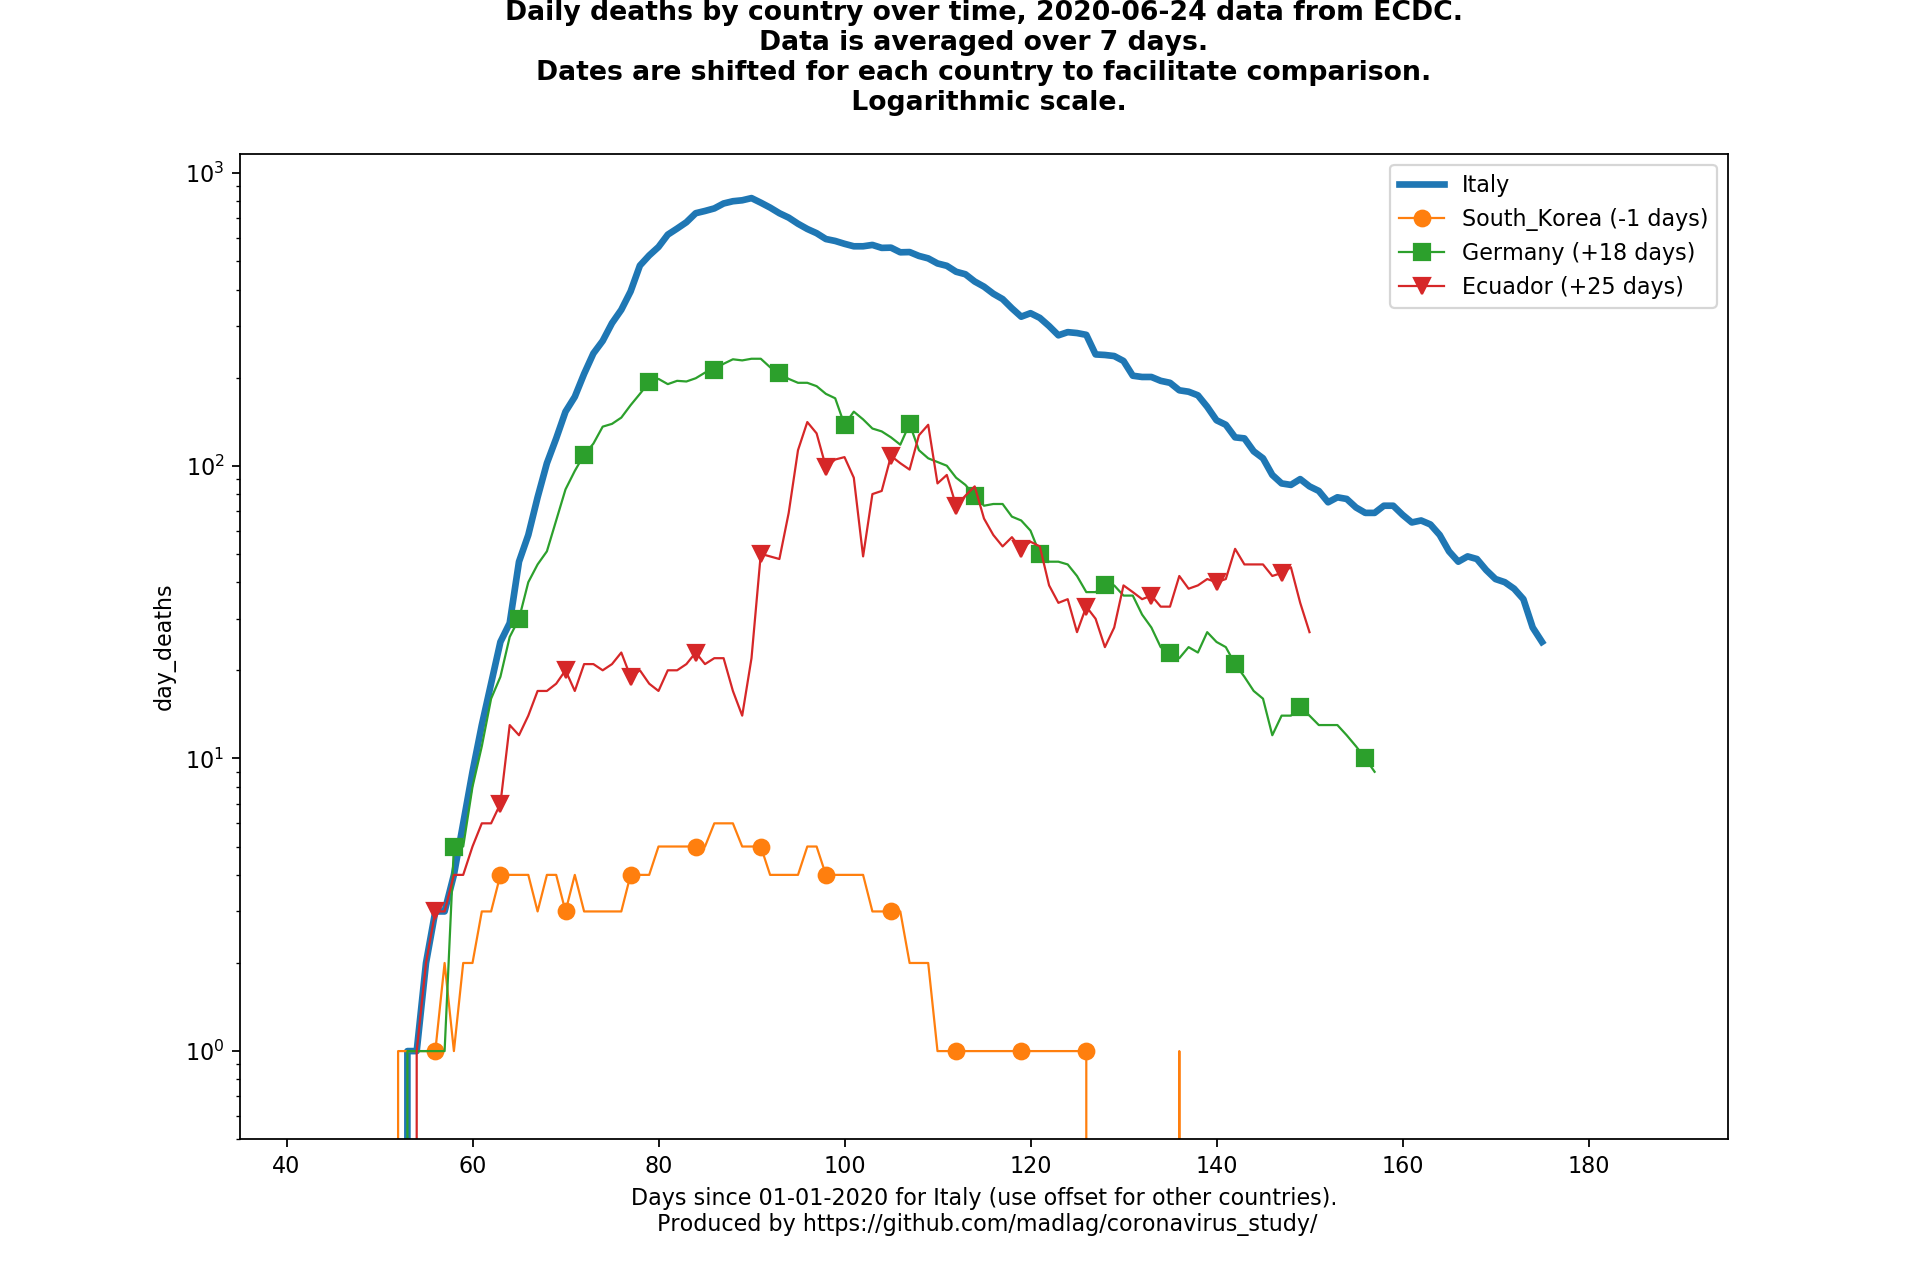 Daily deaths by country over time, 2020-06-24 data from ECDC.
Data is averaged over 7 days.
Dates are shifted for each country to facilitate comparison.
Logarithmic scale.
10³
10²
10¹
10⁰
day_deaths
Italy
South_Korea (-1 days)
Germany (+18 days)
Ecuador (+25 days)
40 60 80 100 120 140 160 180
Days since 01-01-2020 for Italy (use offset for other countries).
Produced by https://github.com/madlag/coronavirus_study/